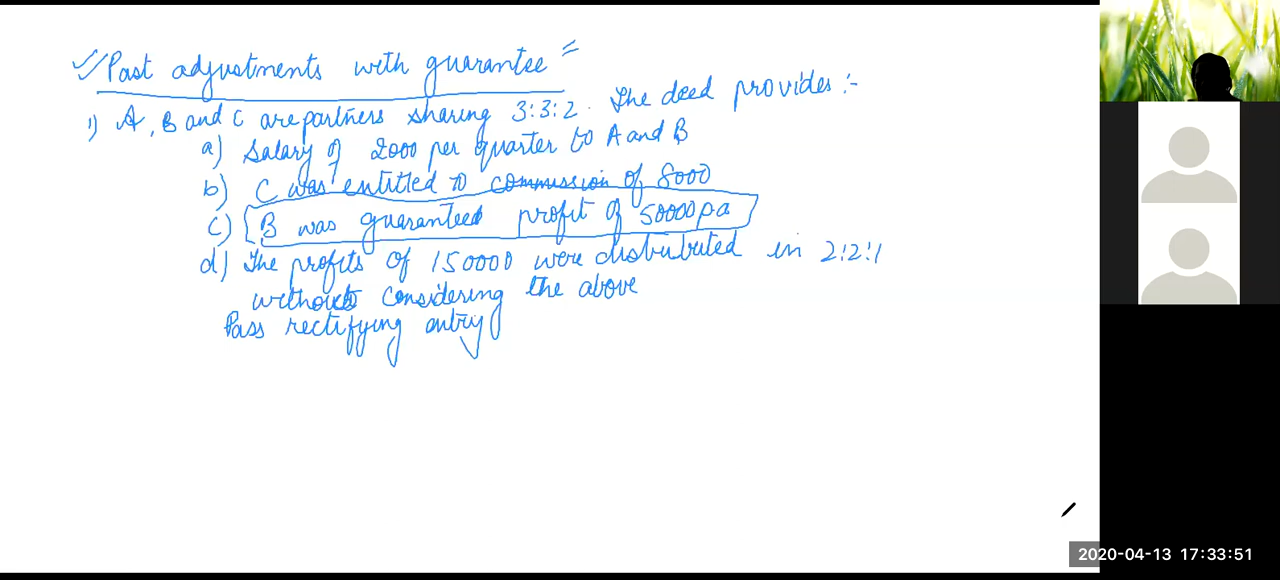 Past adjustments with guarantee =
1) A, B and C are partners sharing 3:3:2. The deed provides :-
a) Salary of 2000 per quarter to A and B
b) C was entitled to commission of 8000
c) B was guaranteed profit of 50000 pa
d) The profits of 150000 were distributed in 2:2:1
without considering the above
Pass rectifying entry
2020-04-13 17:33:51